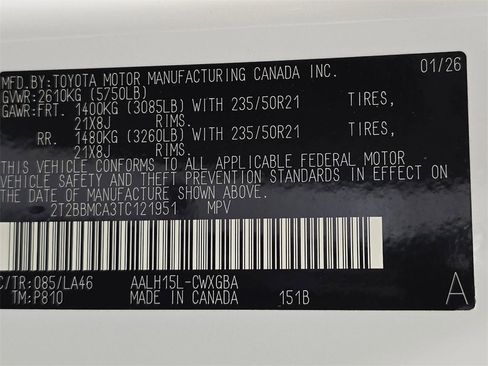 MFD.BY:TOYOTA MOTOR MANUFACTURING CANADA INC. 01/26
GVWR:2610KG (5750LB)
GAWR:FRT. 1400KG (3085LB) WITH 235/50R21 TIRES,
21X8J RIMS.
RR. 1480KG (3260LB) WITH 235/50R21 TIRES,
21X8J RIMS.
THIS VEHICLE CONFORMS TO ALL APPLICABLE FEDERAL MOTOR
VEHICLE SAFETY AND THEFT PREVENTION STANDARDS IN EFFECT ON
THE DATE OF MANUFACTURE SHOWN ABOVE.
2T2BBMCA3TC121951 MPV
C/TR:085/LA46 AALH15L-CWXGBA
TM:P810 MADE IN CANADA 151B A